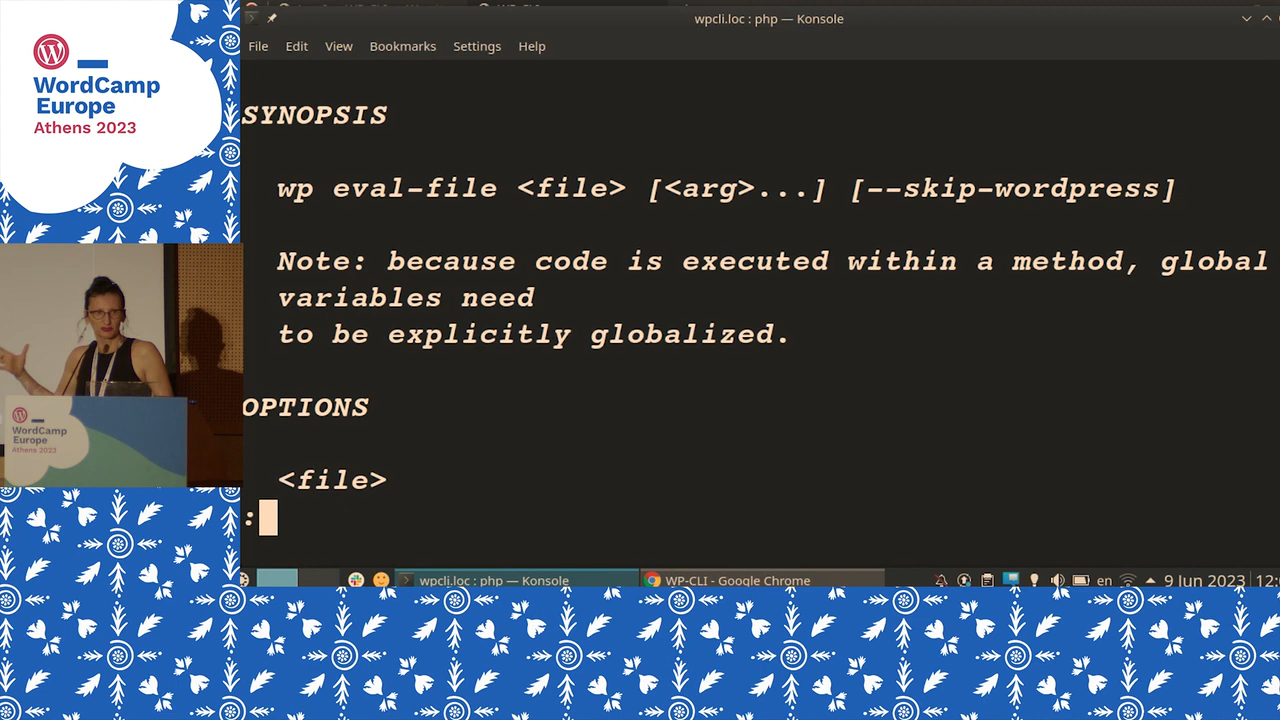 WordCamp
Europe
Athens 2023
wpcli.loc : php — Konsole
File Edit View Bookmarks Settings Help
SYNOPSIS
wp eval-file <file> [<arg>...] [--skip-wordpress]
Note: because code is executed within a method, global
variables need
to be explicitly globalized.
OPTIONS
<file>
:
WordCamp
Europe
Athens 2023
wpcli.loc : php — Konsole
WP-CLI - Google Chrome
en
9 Jun 2023